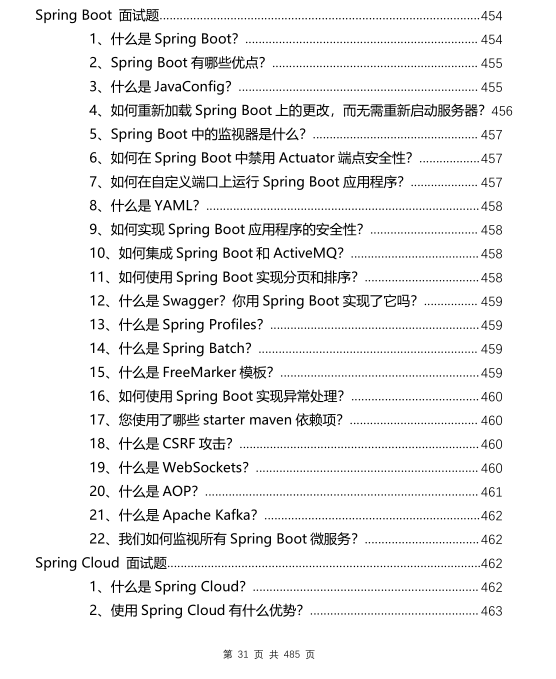 Spring Boot 面试题......454
1、什么是 Spring Boot？ ...... 454
2、Spring Boot 有哪些优点？ ...... 455
3、什么是 JavaConfig？ ...... 455
4、如何重新加载 Spring Boot 上的更改，而无需重新启动服务器？ 456
5、Spring Boot 中的监视器是什么？ ...... 457
6、如何在 Spring Boot 中禁用 Actuator 端点安全性？ ......457
7、如何在自定义端口上运行 Spring Boot 应用程序？ ......457
8、什么是 YAML？ ...... 458
9、如何实现 Spring Boot 应用程序的安全性？ ...... 458
10、如何集成 Spring Boot 和 ActiveMQ？ ...... 458
11、如何使用 Spring Boot 实现分页和排序？ ...... 458
12、什么是 Swagger？你用 Spring Boot 实现了它吗？ ...... 459
13、什么是 Spring Profiles？ ......459
14、什么是 Spring Batch？ ...... 459
15、什么是 FreeMarker 模板？ ......459
16、如何使用 Spring Boot 实现异常处理？ ...... 460
17、您使用了哪些 starter maven 依赖项？ ...... 460
18、什么是 CSRF 攻击？ ...... 460
19、什么是 WebSockets？ ...... 460
20、什么是 AOP？ ...... 461
21、什么是 Apache Kafka？ ......462
22、我们如何监视所有 Spring Boot 微服务？ ...... 462
Spring Cloud 面试题......462
1、什么是 Spring Cloud？ ...... 462
2、使用 Spring Cloud 有什么优势？ ...... 463
第 31 页 共 485 页